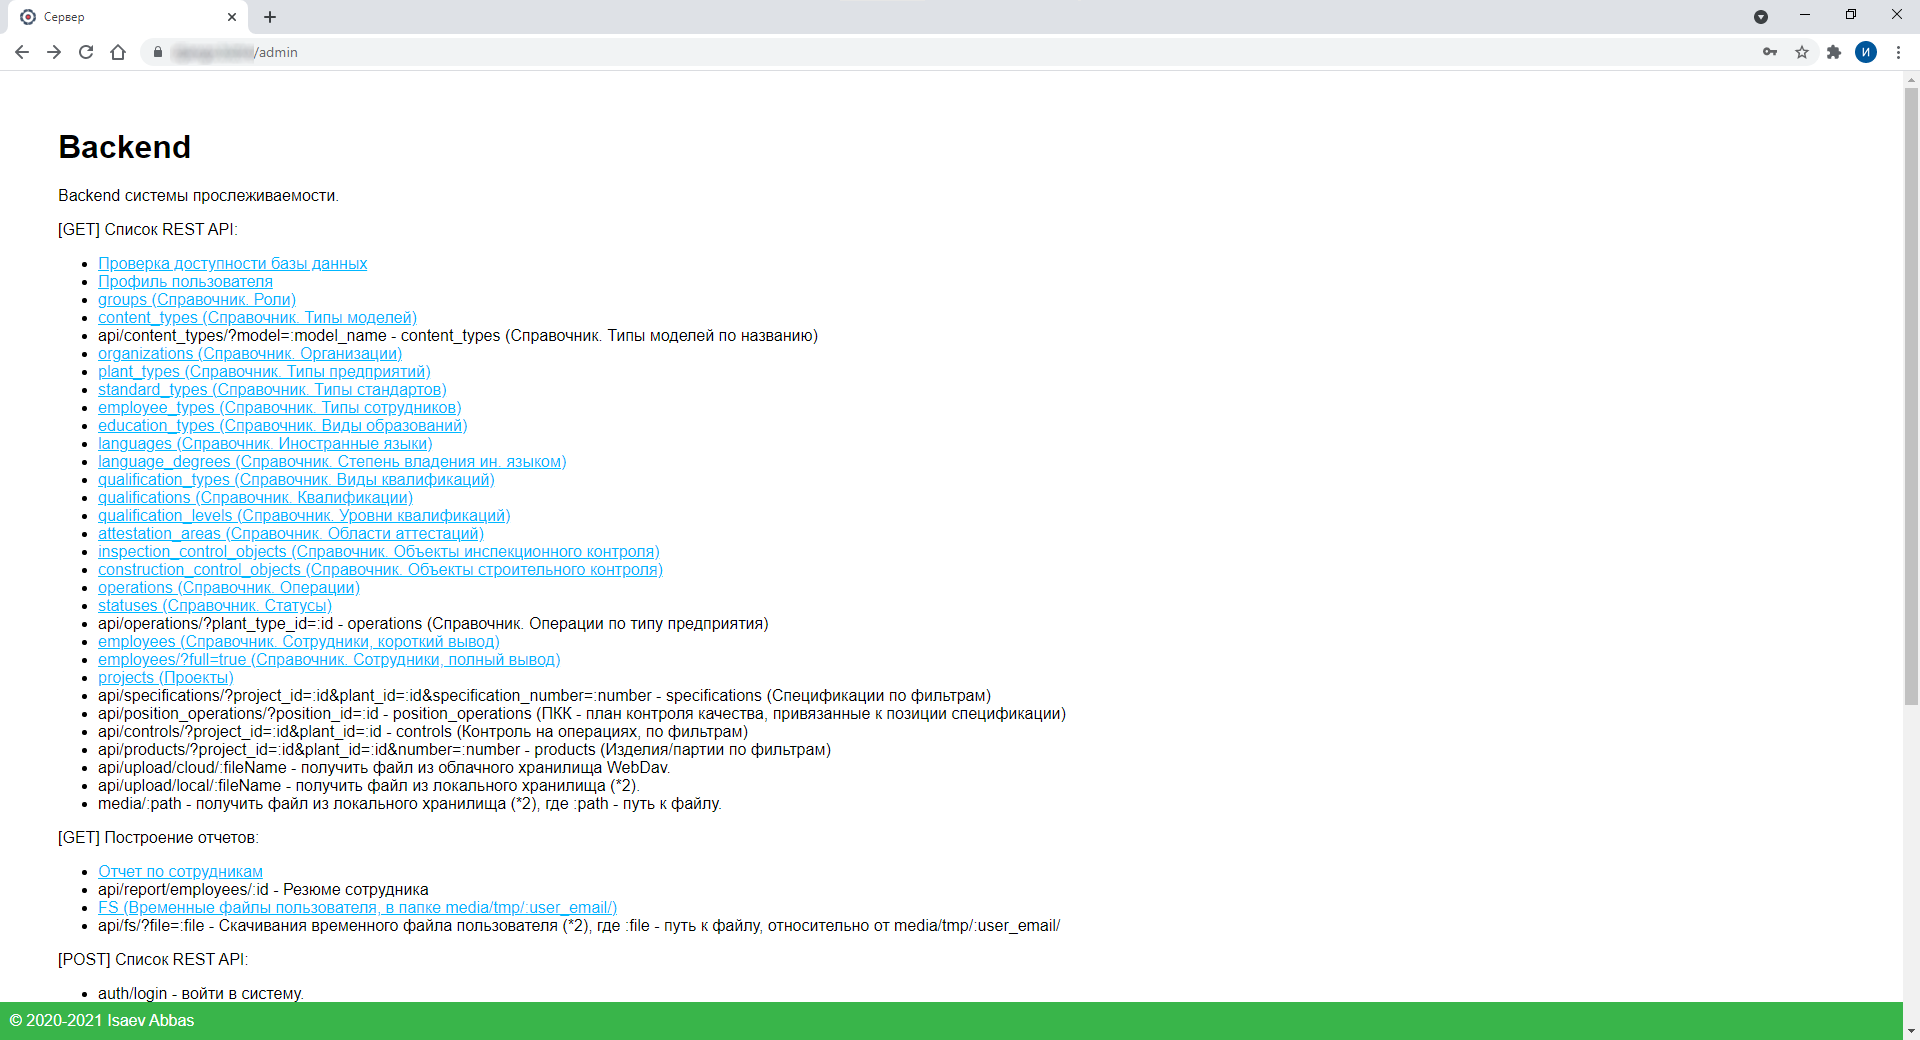 Сервер
/admin
И
Backend
Backend системы прослеживаемости.
[GET] Список REST API:
Проверка доступности базы данных
Профиль пользователя
groups (Справочник. Роли)
content_types (Справочник. Типы моделей)
api/content_types/?model=:model_name - content_types (Справочник. Типы моделей по названию)
organizations (Справочник. Организации)
plant_types (Справочник. Типы предприятий)
standard_types (Справочник. Типы стандартов)
employee_types (Справочник. Типы сотрудников)
education_types (Справочник. Виды образований)
languages (Справочник. Иностранные языки)
language_degrees (Справочник. Степень владения ин. языком)
qualification_types (Справочник. Виды квалификаций)
qualifications (Справочник. Квалификации)
qualification_levels (Справочник. Уровни квалификаций)
attestation_areas (Справочник. Области аттестаций)
inspection_control_objects (Справочник. Объекты инспекционного контроля)
construction_control_objects (Справочник. Объекты строительного контроля)
operations (Справочник. Операции)
statuses (Справочник. Статусы)
api/operations/?plant_type_id=:id - operations (Справочник. Операции по типу предприятия)
employees (Справочник. Сотрудники, короткий вывод)
employees/?full=true (Справочник. Сотрудники, полный вывод)
projects (Проекты)
api/specifications/?project_id=:id&plant_id=:id&specification_number=:number - specifications (Спецификации по фильтрам)
api/position_operations/?position_id=:id - position_operations (ПКК - план контроля качества, привязанные к позиции спецификации)
api/controls/?project_id=:id&plant_id=:id - controls (Контроль на операциях, по фильтрам)
api/products/?project_id=:id&plant_id=:id&number=:number - products (Изделия/партии по фильтрам)
api/upload/cloud/:fileName - получить файл из облачного хранилища WebDav.
api/upload/local/:fileName - получить файл из локального хранилища (*2).
media/:path - получить файл из локального хранилища (*2), где :path - путь к файлу.
[GET] Построение отчетов:
Отчет по сотрудникам
api/report/employees/:id - Резюме сотрудника
FS (Временные файлы пользователя, в папке media/tmp/:user_email/)
api/fs/?file=:file - Скачивания временного файла пользователя (*2), где :file - путь к файлу, относительно от media/tmp/:user_email/
[POST] Список REST API:
auth/login - войти в систему.
© 2020-2021 Isaev Abbas